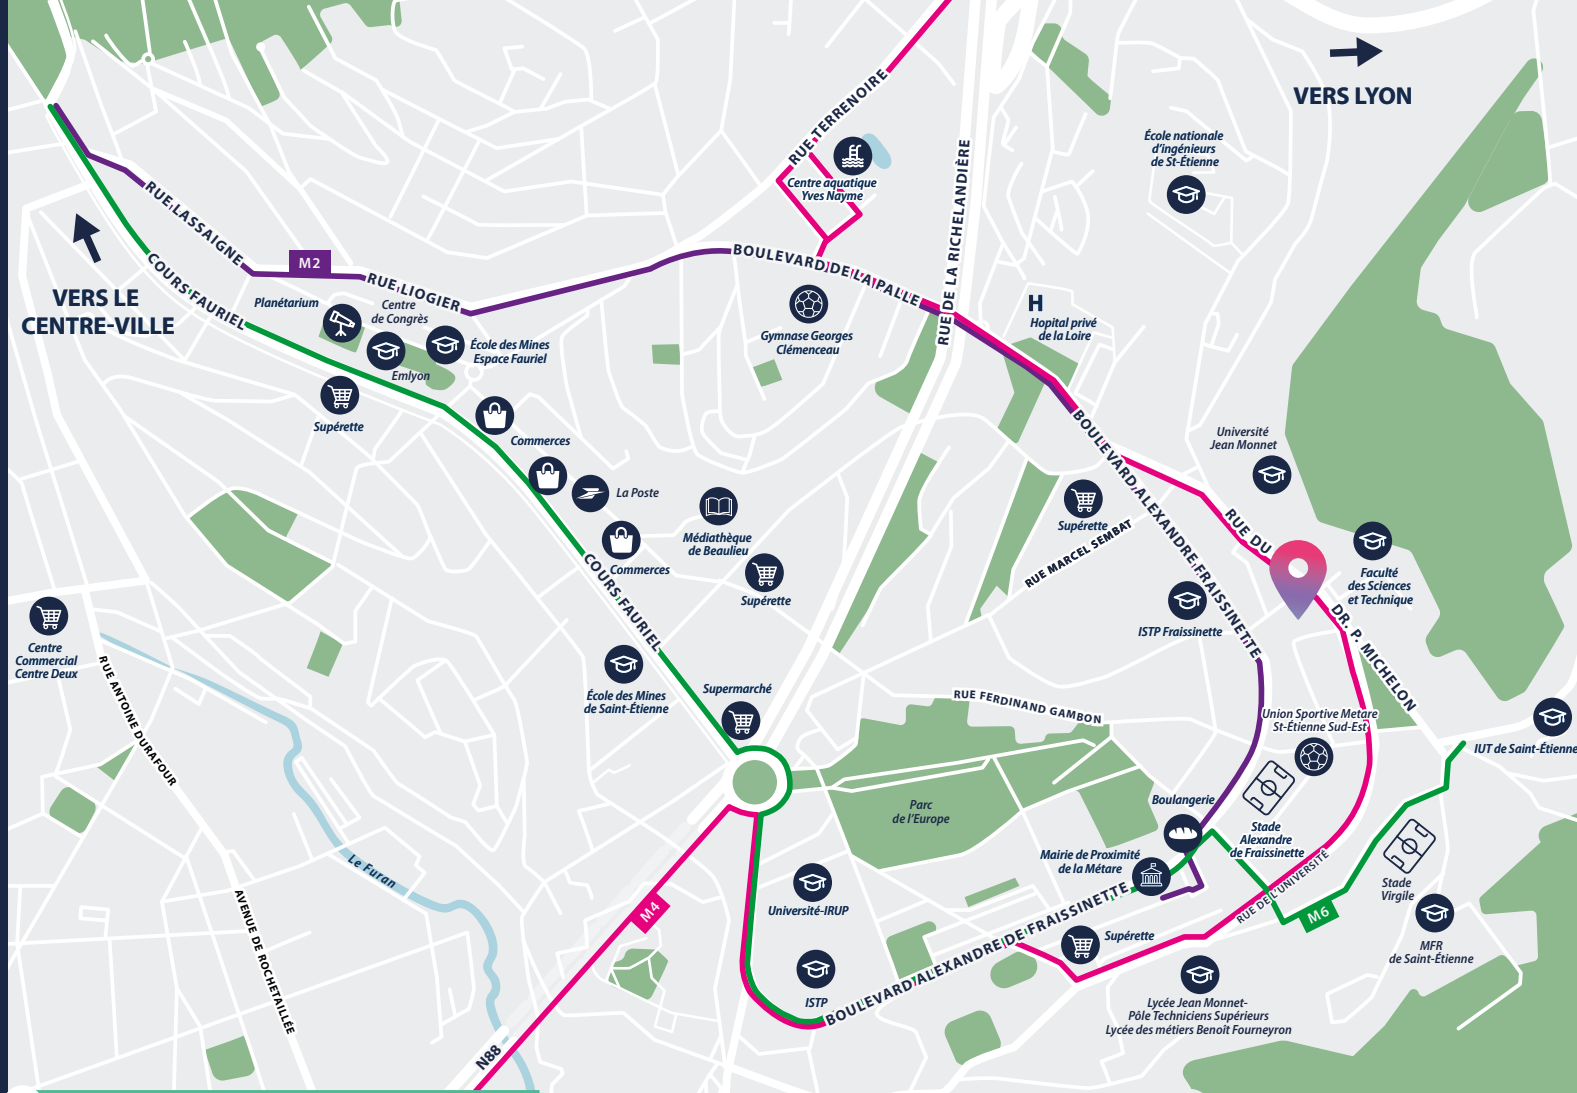 VERS LYON
RUE TERRENOIRE
École nationale
d'ingénieurs
de St-Étienne
Centre aquatique
Yves Nayme
RUE DE LA RICHELANDIÈRE
RUE LASSAIGNE
M2
RUE LIOGIER
BOULEVARD DE LA PALLE
COURS FAURIEL
VERS LE
CENTRE-VILLE
Planétarium
Centre
de Congrès
École des Mines
Espace Fauriel
Emlyon
Supérette
Gymnase Georges
Clémenceau
H
Hopital privé
de la Loire
Commerces
La Poste
Commerces
Médiathèque
de Beaulieu
Supérette
BOULEVARD ALEXANDRE FRAISSINETTE
Université
Jean Monnet
Supérette
RUE MARCEL SEMBAT
RUE DU
DR. P. MICHELON
Faculté
des Sciences
et Technique
ISTP Fraissinette
COURS FAURIEL
Centre
Commercial
Centre Deux
RUE ANTOINE DURAFOUR
École des Mines
de Saint-Étienne
Supermarché
RUE FERDINAND GAMBON
Union Sportive Metare
St-Étienne Sud-Est
IUT de Saint-Étienne
Parc
de l'Europe
Boulangerie
Stade
Alexandre
de Fraissinette
Mairie de Proximité
de la Métare
Le Furan
AVENUE DE ROCHETAILLÉE
M4
Université-IRUP
ISTP
BOULEVARD ALEXANDRE DE FRAISSINETTE
Supérette
RUE DE L'UNIVERSITÉ
M6
Stade
Virgile
MFR
de Saint-Étienne
Lycée Jean Monnet-
Pôle Techniciens Supérieurs
Lycée des métiers Benoît Fourneyron
N88